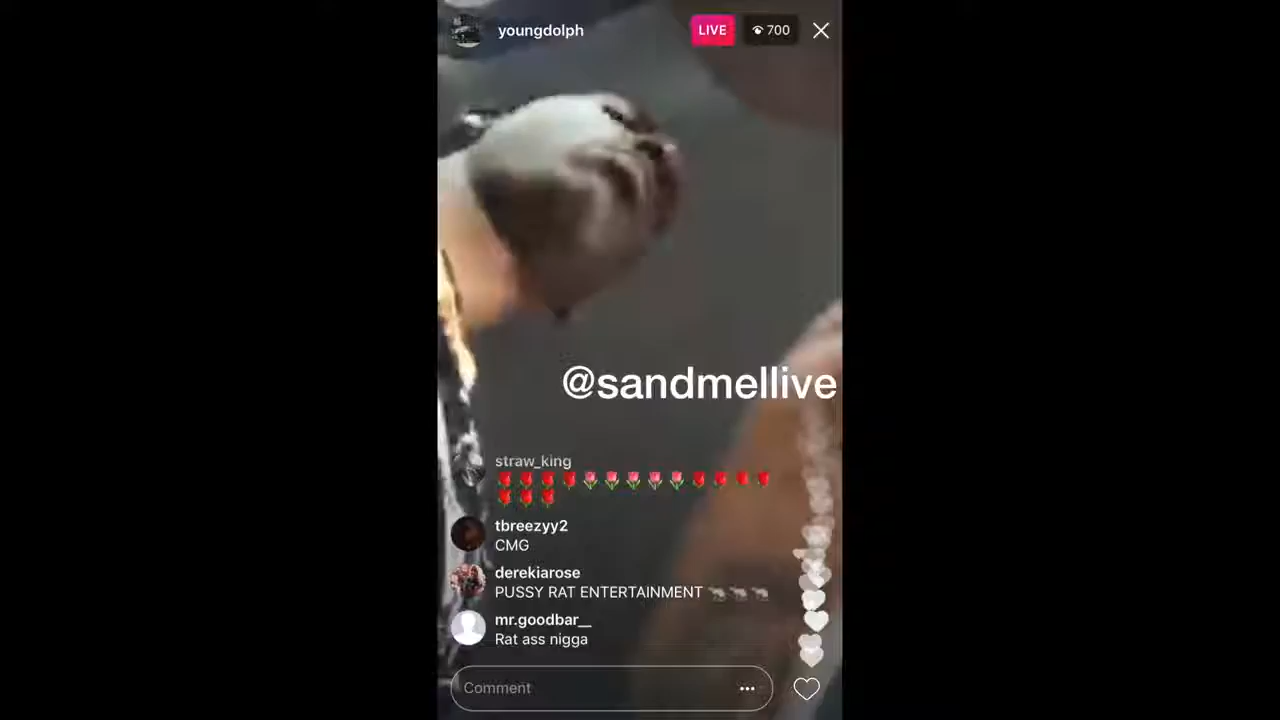 youngdolph
LIVE
700
@sandmellive
straw_king
🌹🌹🌹🌹🌷🌷🌷🌷🌷🌹🌹🌹🌹
🌹🌹🌹
tbreezyy2
CMG
derekiarose
PUSSY RAT ENTERTAINMENT 🐀🐀🐀
mr.goodbar__
Rat ass nigga
Comment